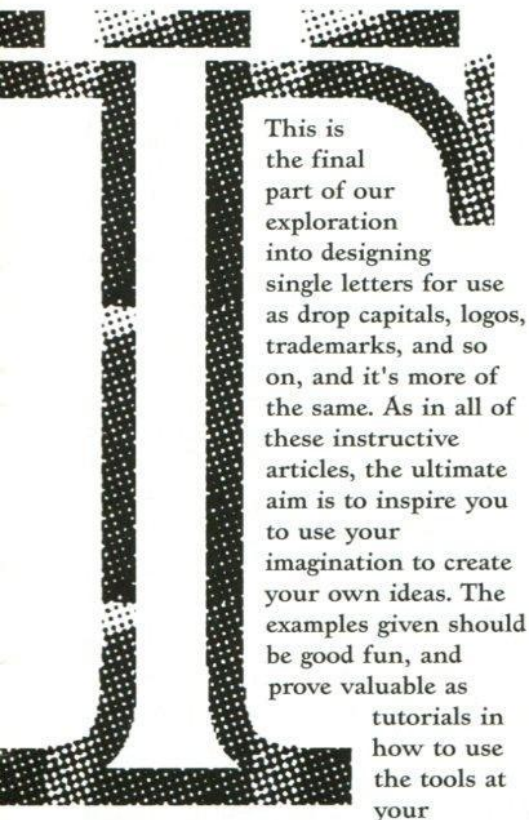 This is
the final
part of our
exploration
into designing
single letters for use
as drop capitals, logos,
trademarks, and so
on, and it's more of
the same. As in all of
these instructive
articles, the ultimate
aim is to inspire you
to use your
imagination to create
your own ideas. The
examples given should
be good fun, and
prove valuable as
tutorials in
how to use
the tools at
your